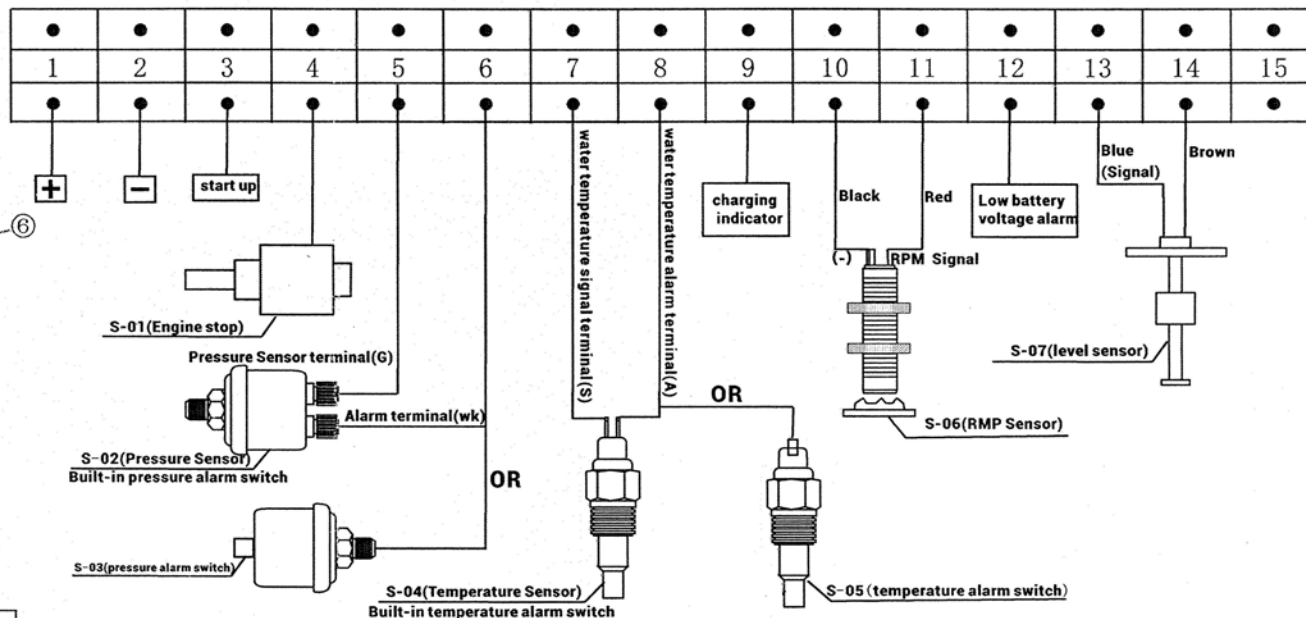 1 2 3 4 5 6 7 8 9 10 11 12 13 14 15
+
−
start up
⑥
water temperature signal terminal(S)
water temperature alarm terminal(A)
charging
indicator
Black
Red
Low battery
voltage alarm
Blue
(Signal)
Brown
(-)
RPM Signal
S-01(Engine stop)
Pressure Sensor terminal(G)
Alarm terminal(wk)
S-02(Pressure Sensor)
Built-in pressure alarm switch
OR
OR
S-06(RMP Sensor)
S-07(level sensor)
S-03(pressure alarm switch)
S-04(Temperature Sensor)
Built-in temperature alarm switch
S-05(temperature alarm switch)